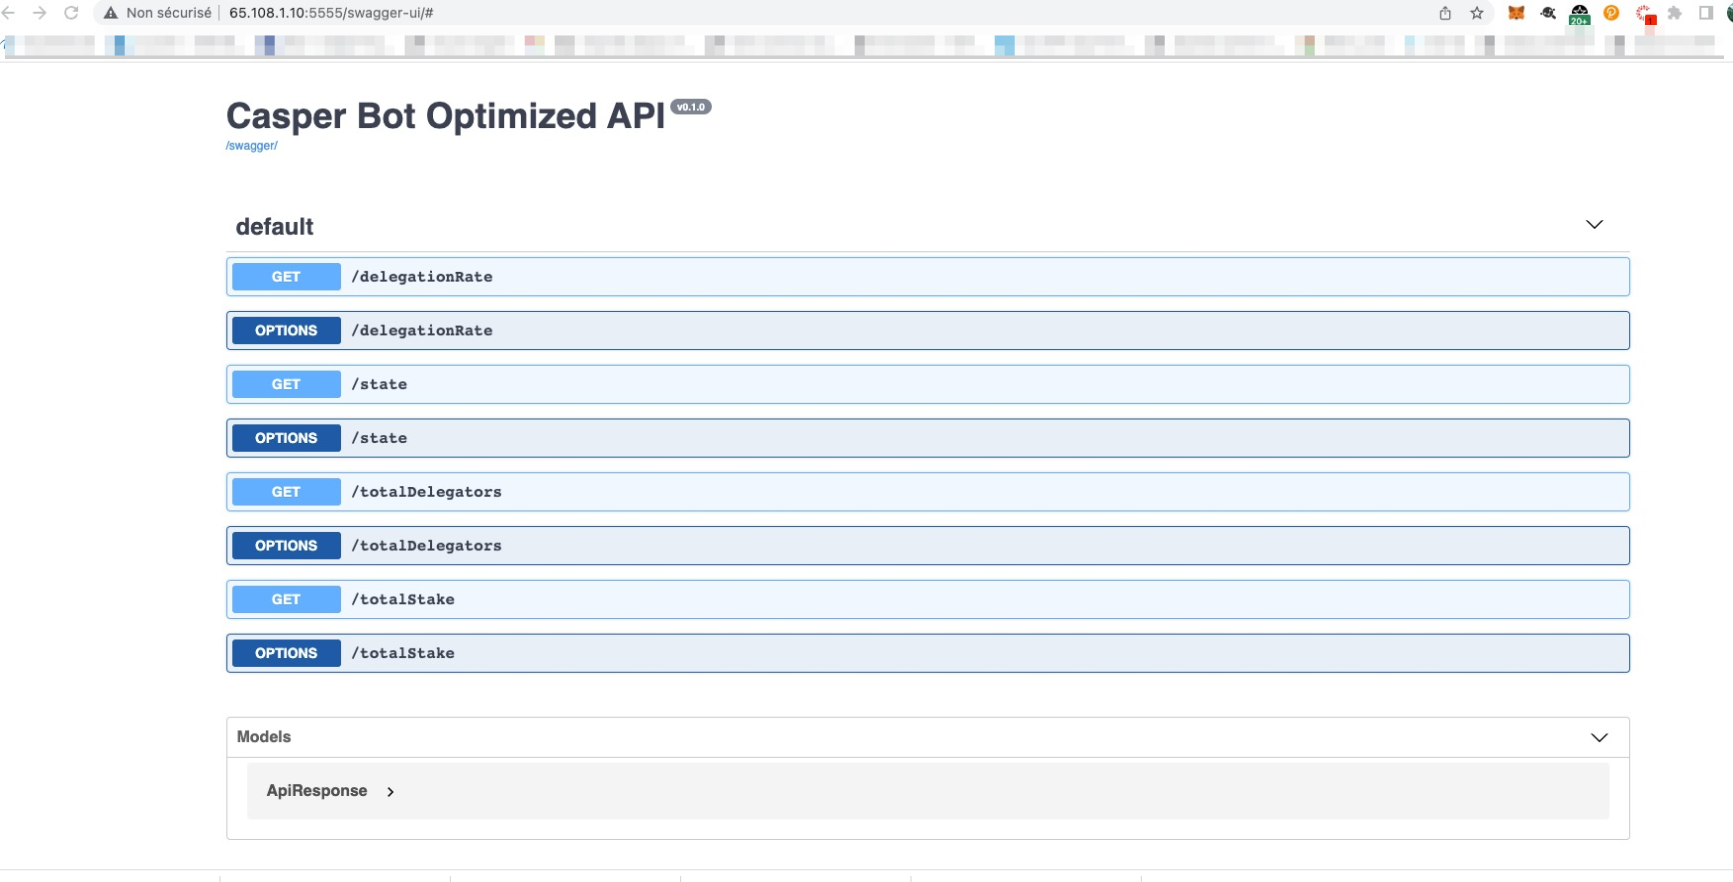 Non sécurisé | 65.108.1.10:5555/swagger-ui/#
20+
1
Casper Bot Optimized API v0.1.0
/swagger/
default
GET /delegationRate
OPTIONS /delegationRate
GET /state
OPTIONS /state
GET /totalDelegators
OPTIONS /totalDelegators
GET /totalStake
OPTIONS /totalStake
Models
ApiResponse